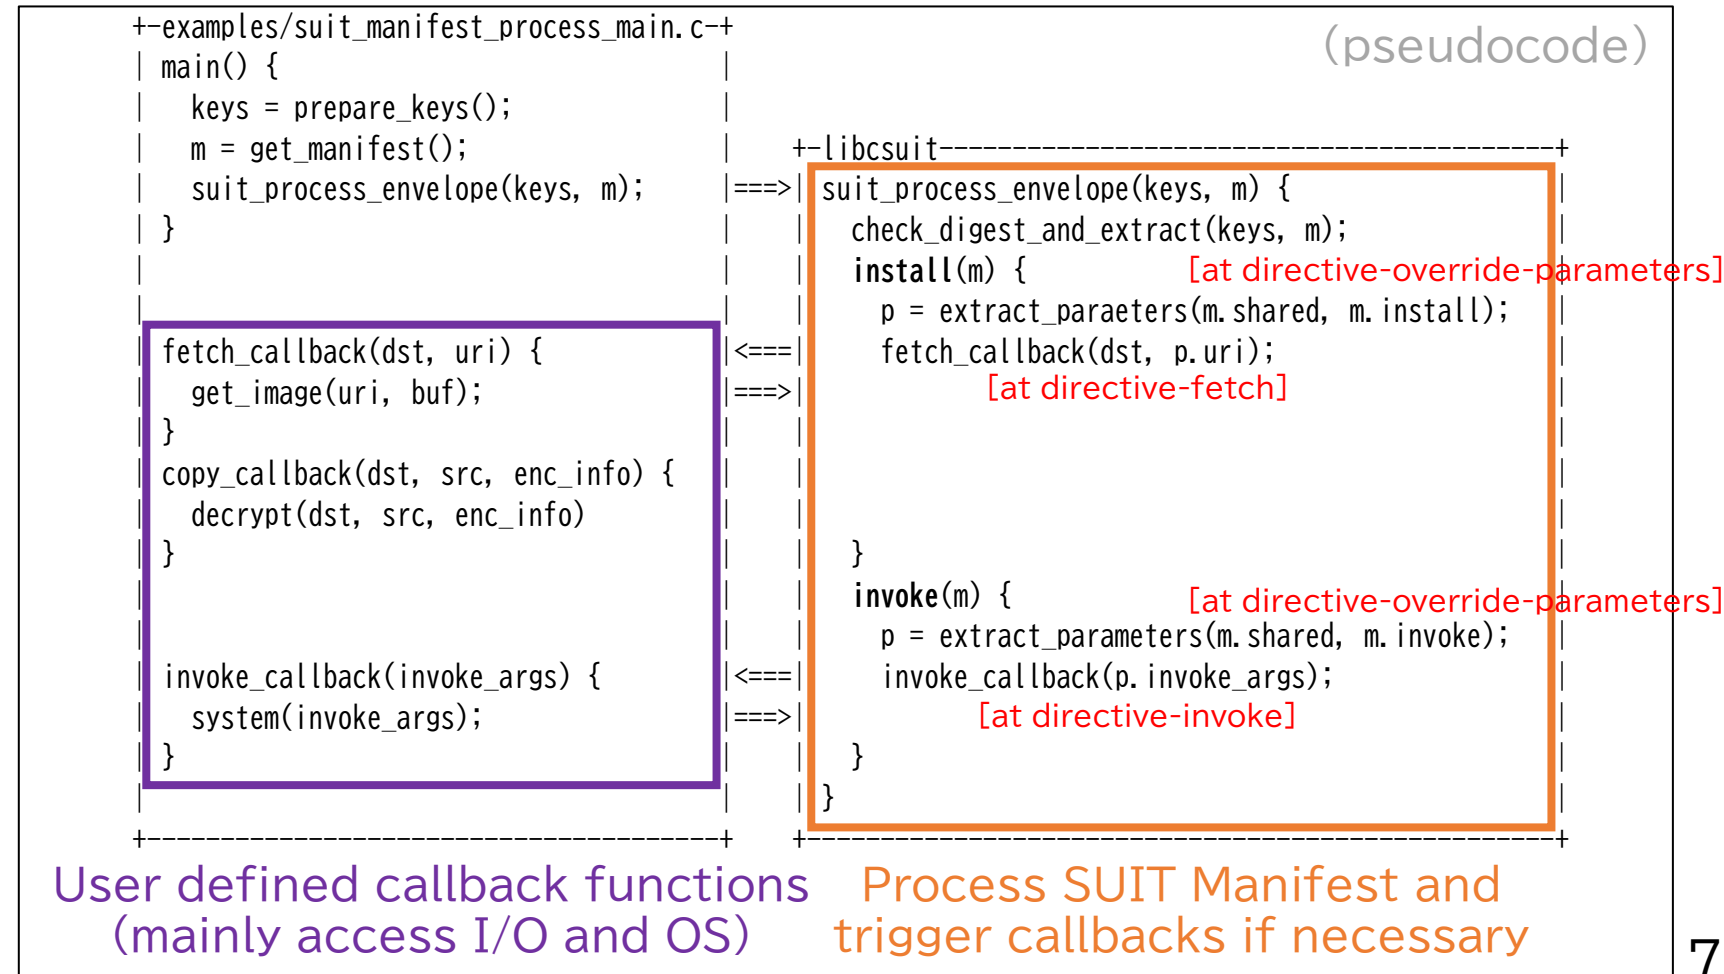 +-examples/suit_manifest_process_main.c-+
(pseudocode)
| main() { |
|   keys = prepare_keys(); |
|   m = get_manifest(); | +-libcsuit------------------------------------------+
|   suit_process_envelope(keys, m); |===>| suit_process_envelope(keys, m) { |
| } | |   check_digest_and_extract(keys, m); |
| | |   install(m) { [at directive-override-parameters]
| | |     p = extract_paraeters(m.shared, m.install); |
| fetch_callback(dst, uri) { |<===|     fetch_callback(dst, p.uri); |
|   get_image(uri, buf); |===>| [at directive-fetch] |
| } | | |
| copy_callback(dst, src, enc_info) { | | |
|   decrypt(dst, src, enc_info) | | |
| } | |   } |
| | |   invoke(m) { [at directive-override-parameters]
| | |     p = extract_parameters(m.shared, m.invoke); |
| invoke_callback(invoke_args) { |<===|     invoke_callback(p.invoke_args); |
|   system(invoke_args); |===>| [at directive-invoke] |
| } | |   } |
| | | } |
+---------------------------------------+ +---------------------------------------------------+
User defined callback functions
(mainly access I/O and OS)
Process SUIT Manifest and
trigger callbacks if necessary
7